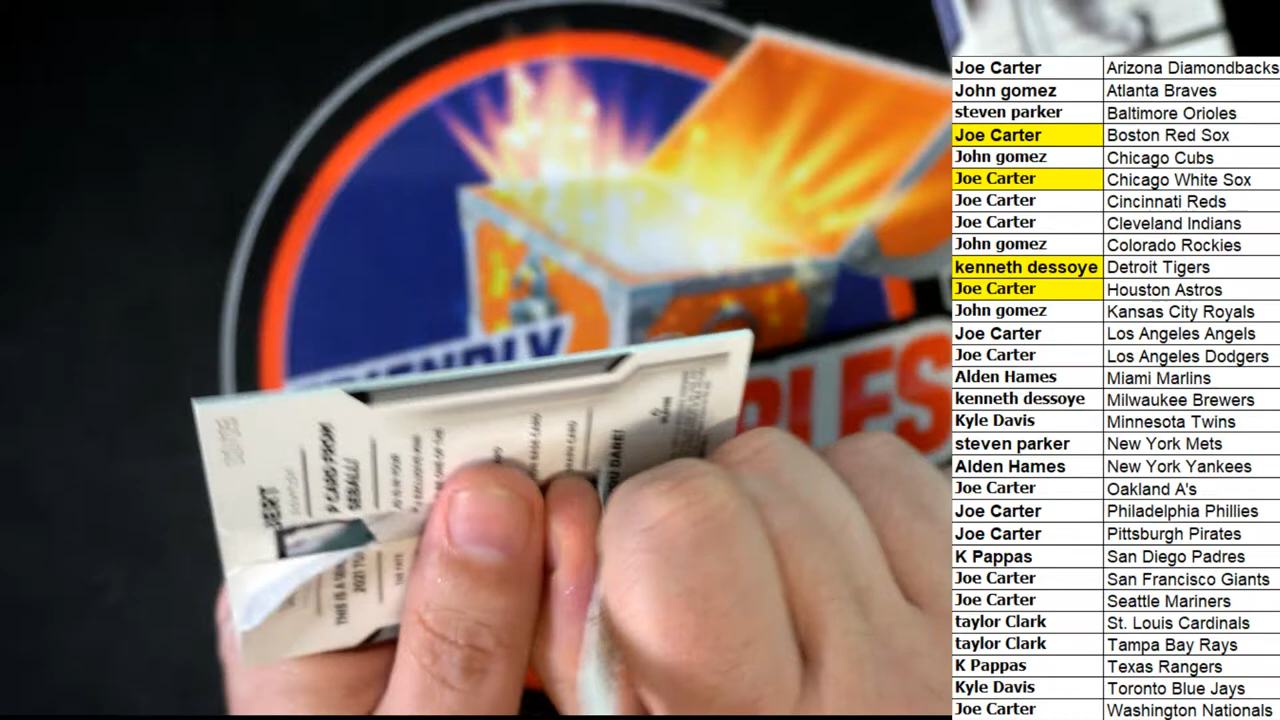 FRIENDLY
Joe Carter Arizona Diamondbacks
John gomez Atlanta Braves
steven parker Baltimore Orioles
Joe Carter Boston Red Sox
John gomez Chicago Cubs
Joe Carter Chicago White Sox
Joe Carter Cincinnati Reds
Joe Carter Cleveland Indians
John gomez Colorado Rockies
kenneth dessoye Detroit Tigers
Joe Carter Houston Astros
John gomez Kansas City Royals
Joe Carter Los Angeles Angels
Joe Carter Los Angeles Dodgers
Alden Hames Miami Marlins
kenneth dessoye Milwaukee Brewers
Kyle Davis Minnesota Twins
steven parker New York Mets
Alden Hames New York Yankees
Joe Carter Oakland A's
Joe Carter Philadelphia Phillies
Joe Carter Pittsburgh Pirates
K Pappas San Diego Padres
Joe Carter San Francisco Giants
Joe Carter Seattle Mariners
taylor Clark St. Louis Cardinals
taylor Clark Tampa Bay Rays
K Pappas Texas Rangers
Kyle Davis Toronto Blue Jays
Joe Carter Washington Nationals